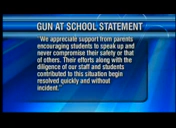 GUN AT SCHOOL STATEMENT
"We appreciate support from parents
encouraging students to speak up and
never compromise their safety or that
of others. Their efforts along with the
diligence of our staff and students
contributed to this situation begin
resolved quickly and without
incident."